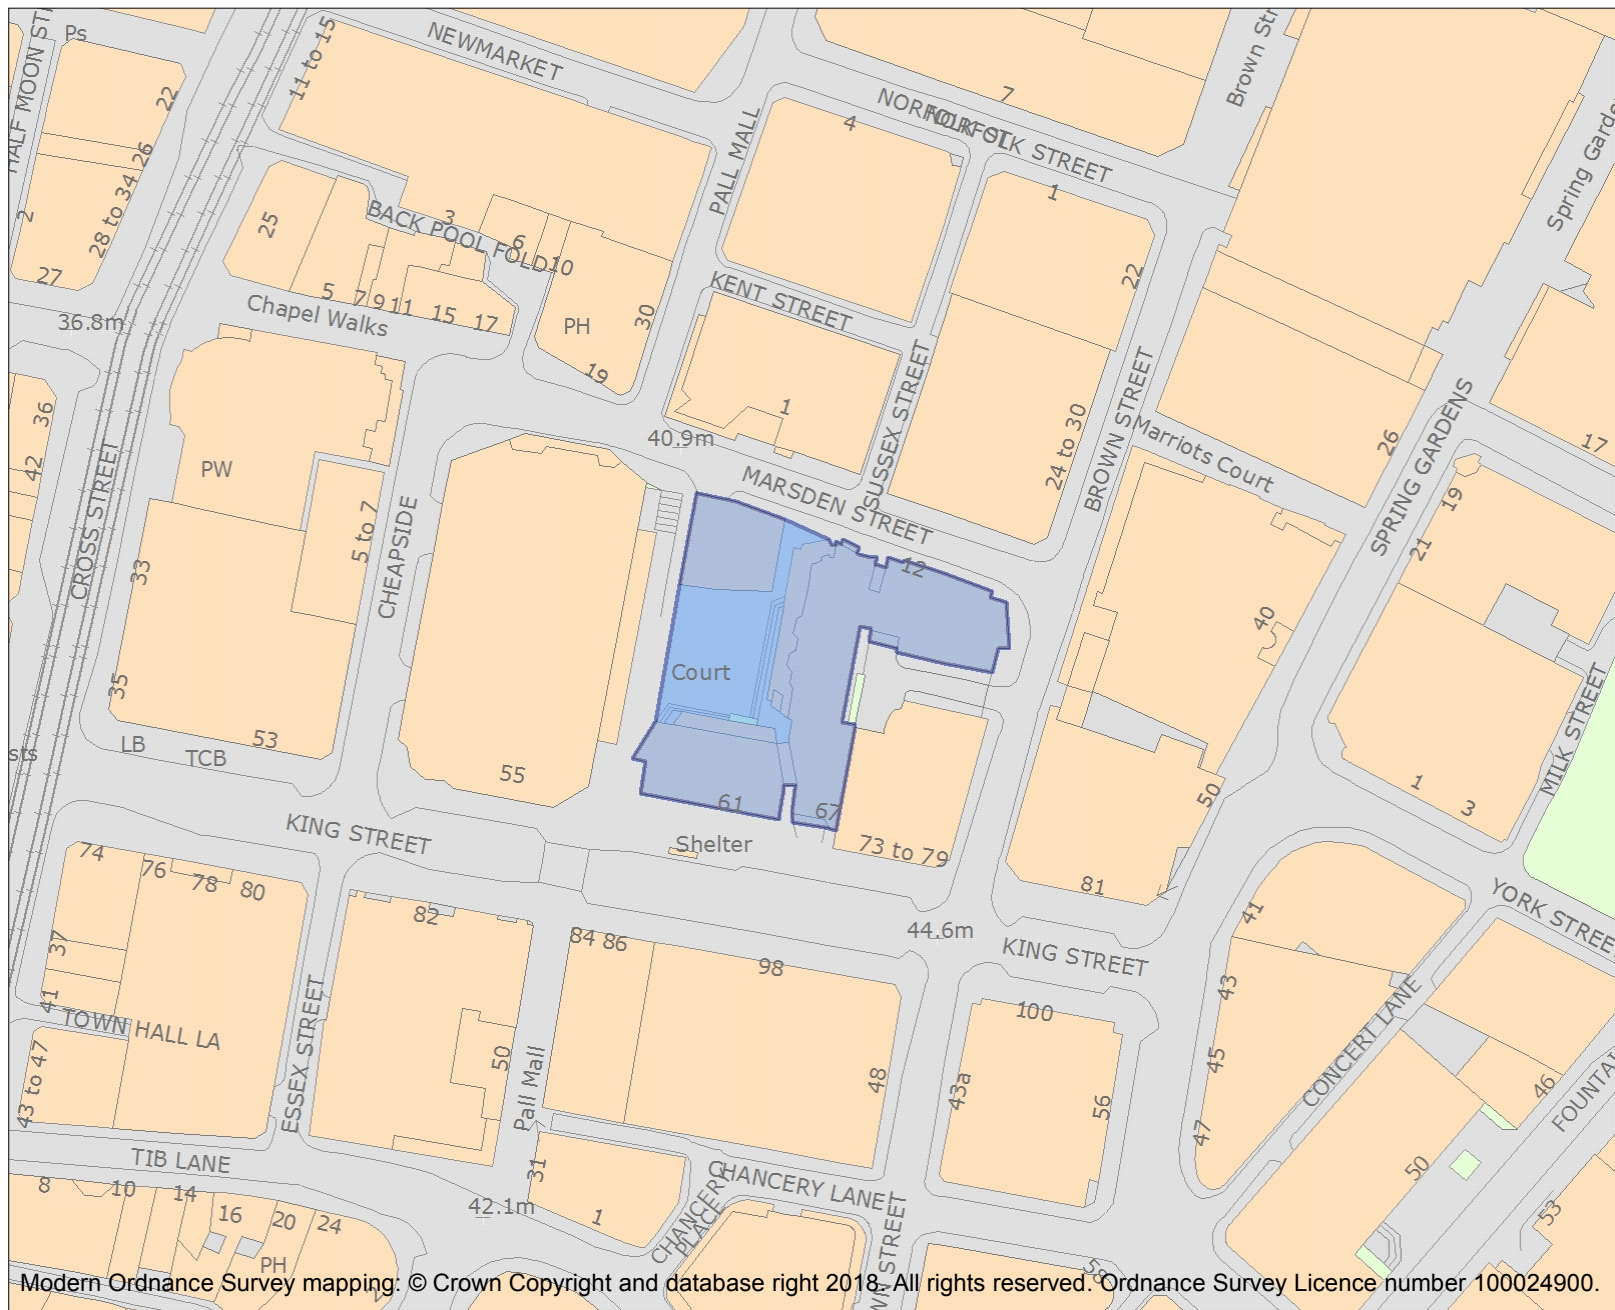 HALF MOON ST
Ps
22
26
28 to 34
2
27
36.8m
11 to 15
NEWMARKET
PALL MALL
NORFOLK ST
NORFOLK STREET
7
4
1
Brown Str
Spring Garde
25
BACK POOL FOLD
3
6
10
5
7
9
11
15
17
Chapel Walks
PH
30
19
KENT STREET
22
SUSSEX STREET
24 to 30
BROWN STREET
Marriots Court
26
SPRING GARDENS
17
36
42
CROSS STREET
PW
33
35
5 to 7
CHEAPSIDE
40.9m
1
MARSDEN STREET
12
19
21
40
Court
MILK STREET
LB
TCB
53
sts
55
61
67
50
1
3
KING STREET
Shelter
73 to 79
81
YORK STREE
74
76
78
80
82
84
86
98
44.6m
KING STREET
41
37
41
TOWN HALL LA
43 to 47
ESSEX STREET
50
Pall Mall
48
100
43a
56
43
45
47
CONCERT LANE
46
FOUNTAI
TIB LANE
31
CHANCERY LANE
CHANCERY
PLACE
50
53
8
10
14
16
20
24
PH
42.1m
1
WN STREET
58
2
Modern Ordnance Survey mapping: © Crown Copyright and database right 2018. All rights reserved. Ordnance Survey Licence number 100024900.